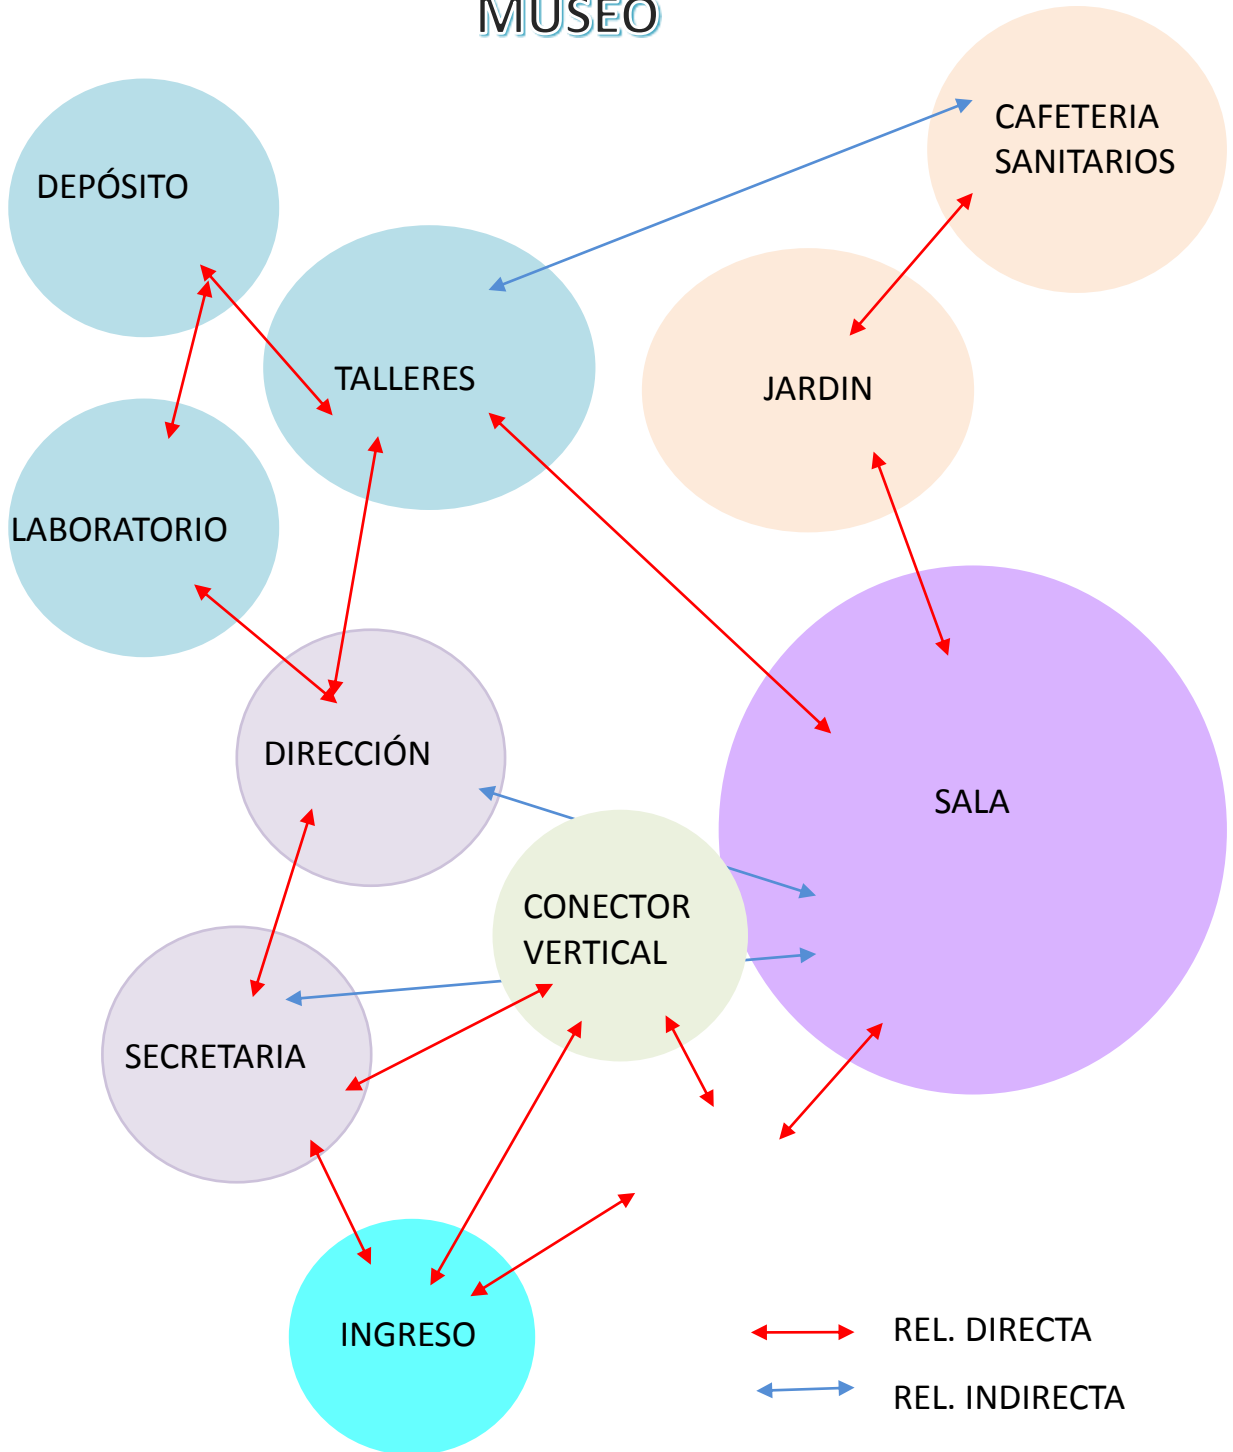 MUSEO
CAFETERIA
SANITARIOS
DEPÓSITO
TALLERES
JARDIN
LABORATORIO
DIRECCIÓN
SALA
CONECTOR
VERTICAL
SECRETARIA
INGRESO
REL. DIRECTA
REL. INDIRECTA